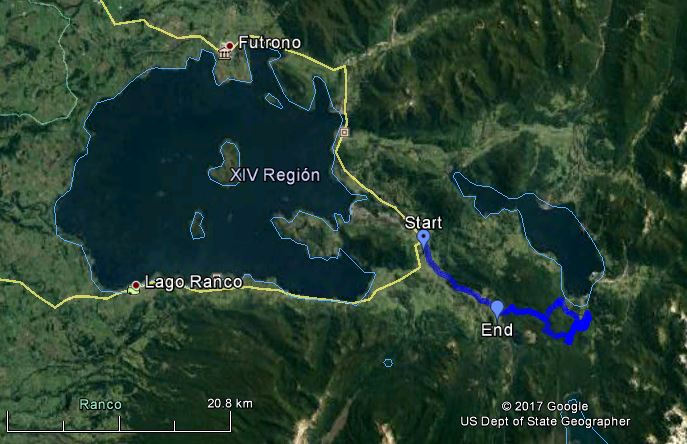 Futrono
XIV Región
Start
Lago Ranco
End
Ranco
20.8 km
© 2017 Google
US Dept of State Geographer